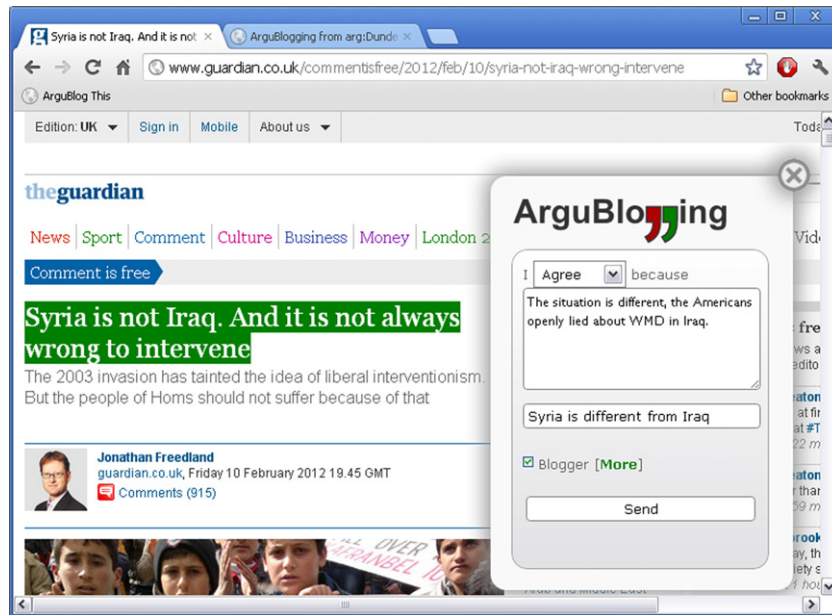 Syria is not Iraq. And it is not
ArguBlogging from arg:Dunde
www.guardian.co.uk/commentisfree/2012/feb/10/syria-not-iraq-wrong-intervene
ArguBlog This
Other bookmarks
Edition: UK
Sign in
Mobile
About us
Toda
theguardian
News
Sport
Comment
Culture
Business
Money
London 2
Vide
Comment is free
Syria is not Iraq. And it is not always
wrong to intervene
The 2003 invasion has tainted the idea of liberal interventionism.
But the people of Homs should not suffer because of that
Jonathan Freedland
guardian.co.uk, Friday 10 February 2012 19.45 GMT
Comments (915)
ALL OVER
ArguBlogging
I Agree because
The situation is different, the Americans
openly lied about WMD in Iraq.
Syria is different from Iraq
Blogger [More]
Send